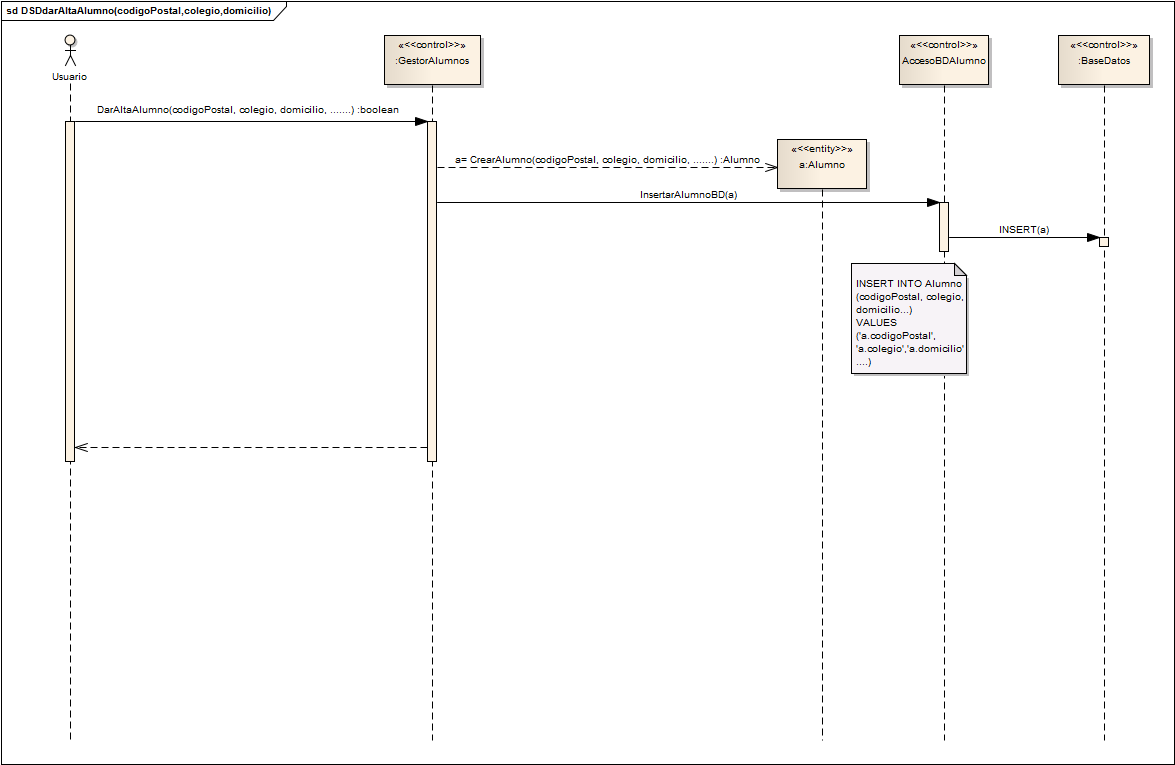 sd DSDdarAltaAlumno(codigoPostal,colegio,domicilio)
«<<control>>»
:GestorAlumnos
«<<control>>»
AccesoBDAlumno
«<<control>>»
:BaseDatos
Usuario
DarAltaAlumno(codigoPostal, colegio, domicilio, .......) :boolean
«<<entity>>»
a:Alumno
a= CrearAlumno(codigoPostal, colegio, domicilio, .......) :Alumno
InsertarAlumnoBD(a)
INSERT(a)
INSERT INTO Alumno
(codigoPostal, colegio,
domicilio...)
VALUES
('a.codigoPostal',
'a.colegio','a.domicilio'
....)